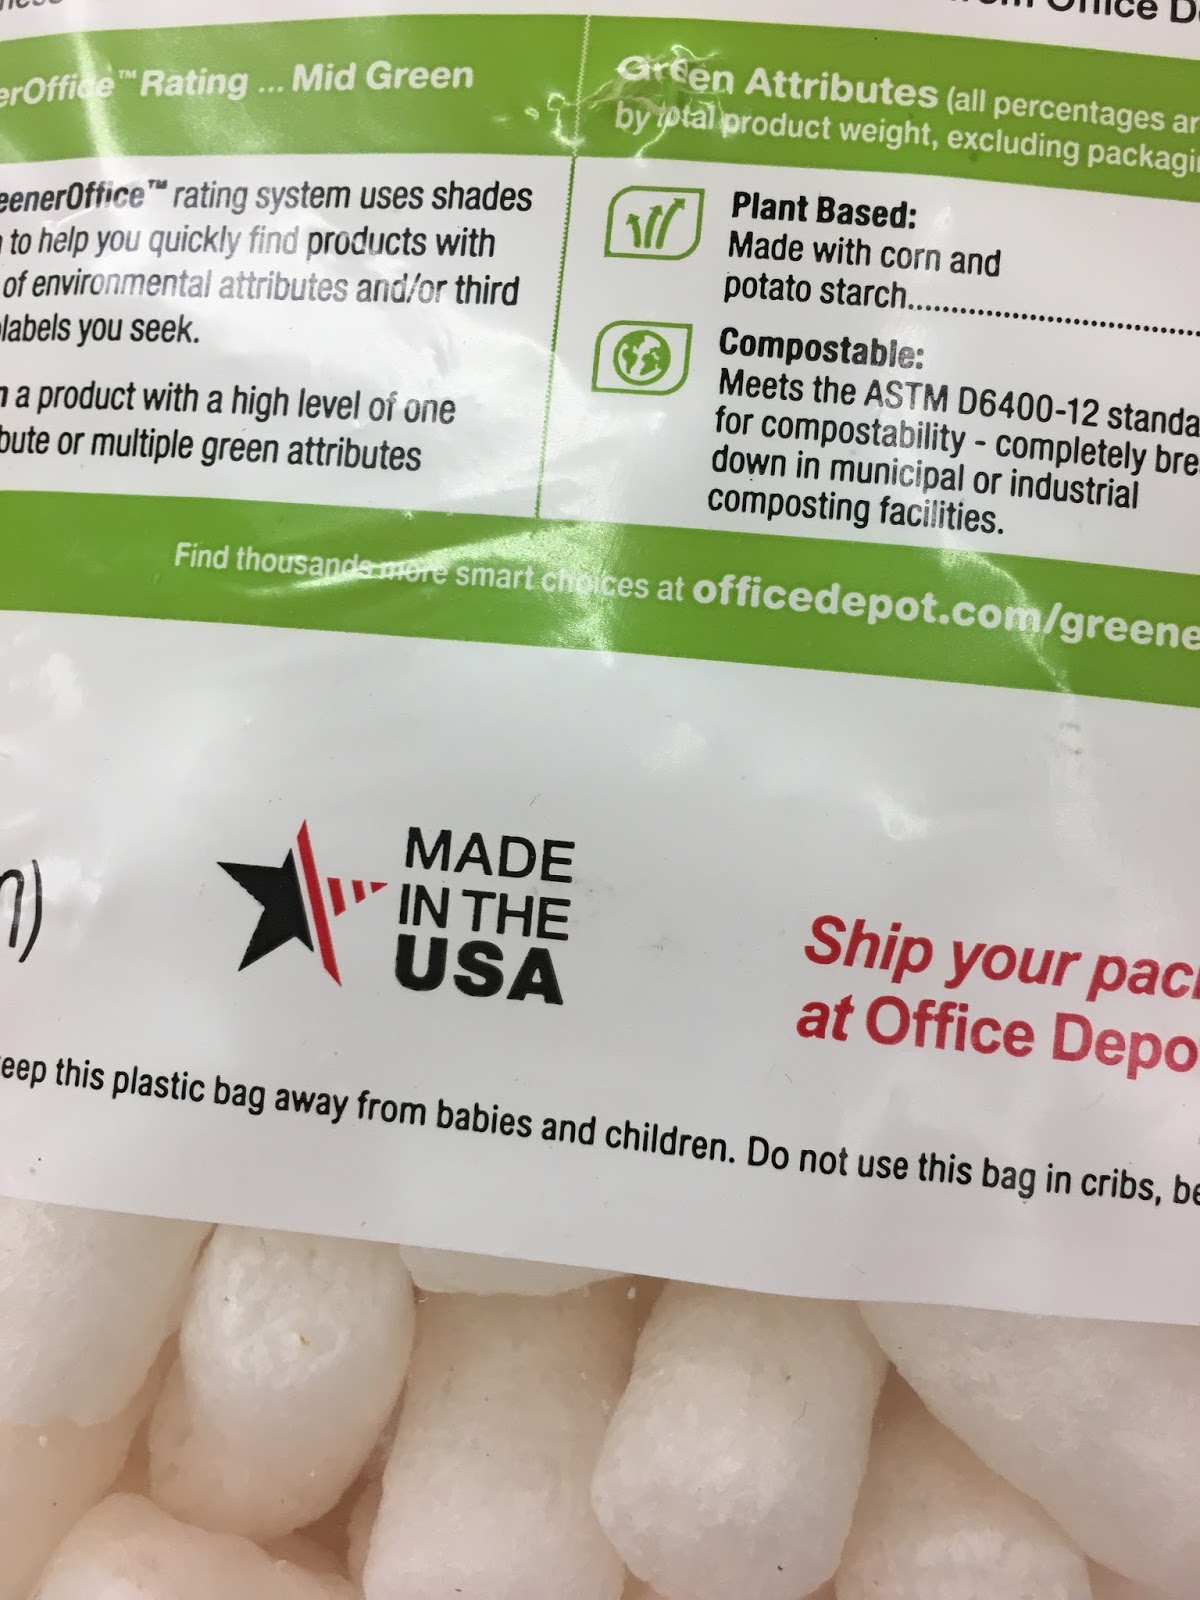 Office D
erOffice™ Rating ... Mid Green
eenerOffice™ rating system uses shades
to help you quickly find products with
of environmental attributes and/or third
labels you seek.
a product with a high level of one
bute or multiple green attributes
Green Attributes (all percentages ar
by total product weight, excluding packagi
Plant Based:
Made with corn and
potato starch........................................
Compostable:
Meets the ASTM D6400-12 standa
for compostability - completely bre
down in municipal or industrial
composting facilities.
Find thousands more smart choices at officedepot.com/greene
MADE
IN THE
USA
Ship your pac
at Office Depo
eep this plastic bag away from babies and children. Do not use this bag in cribs, be